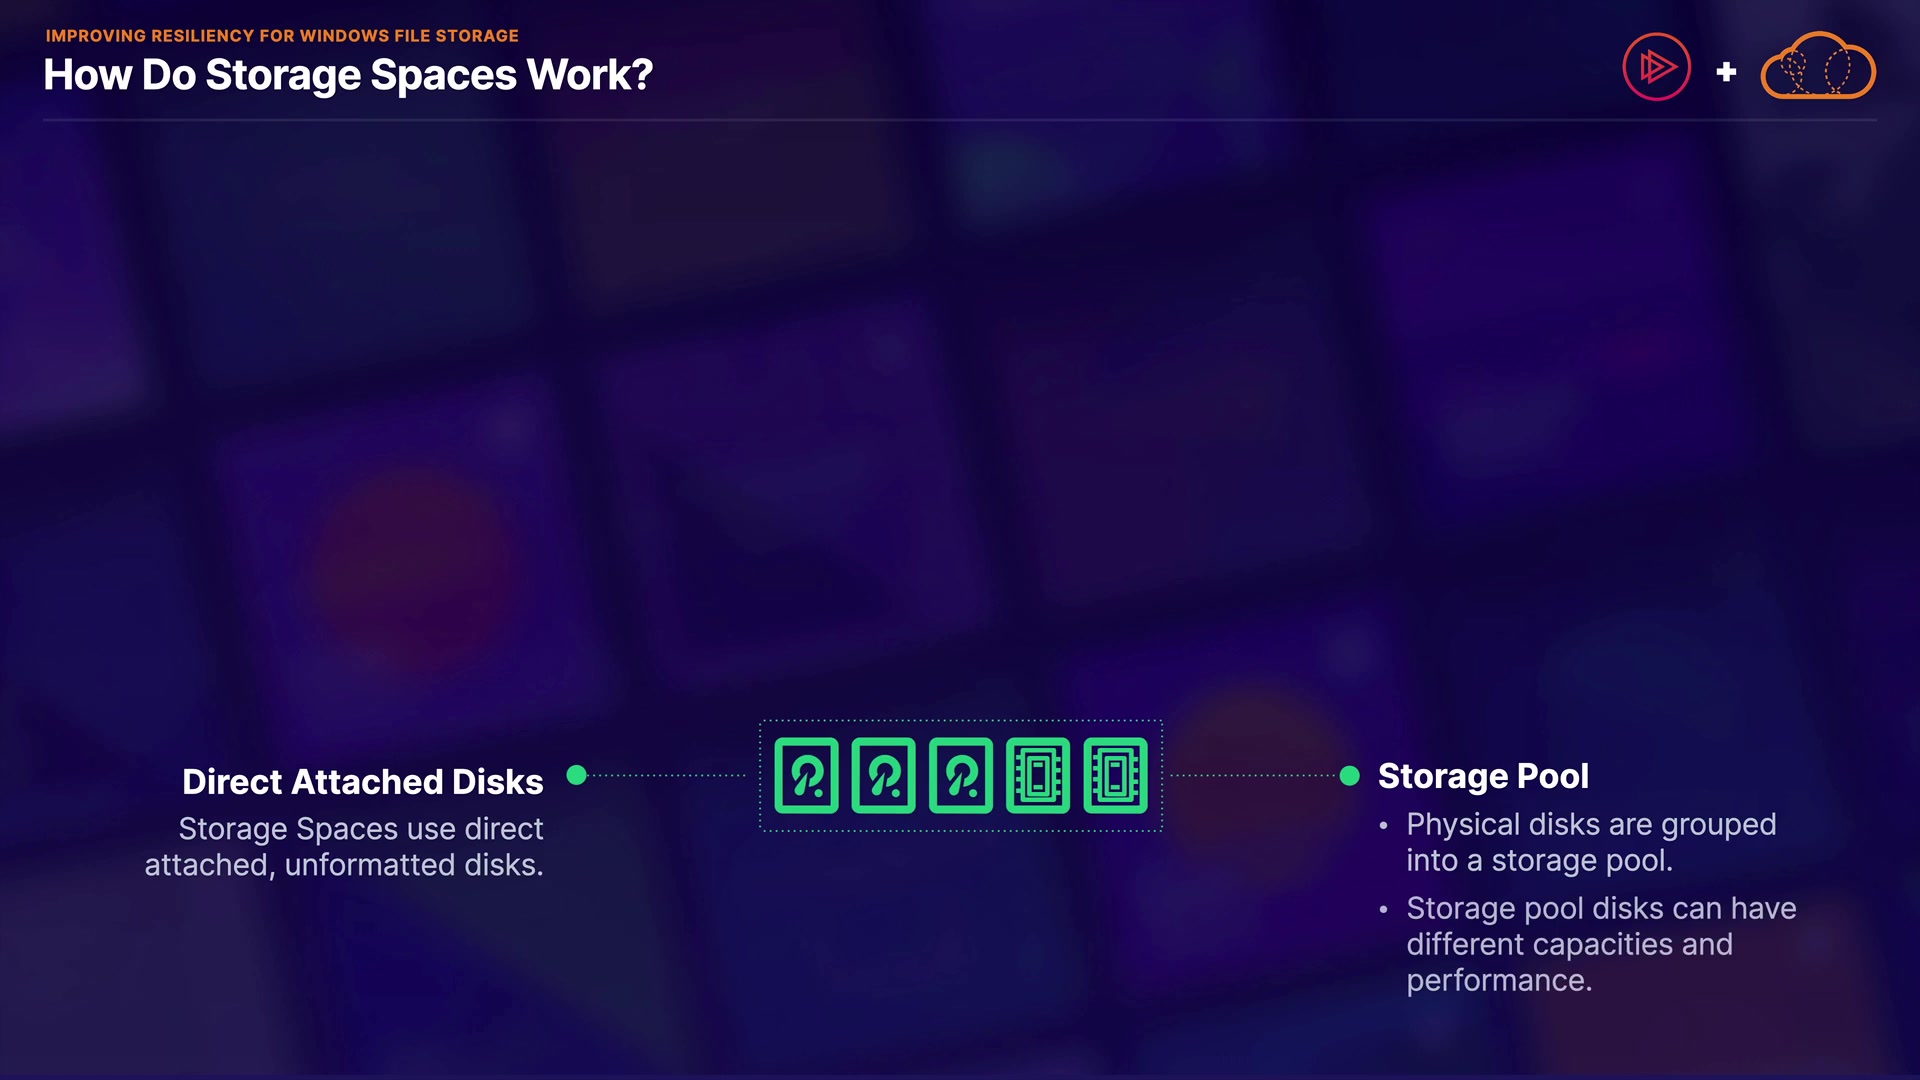 IMPROVING RESILIENCY FOR WINDOWS FILE STORAGE
How Do Storage Spaces Work?
Direct Attached Disks
Storage Spaces use direct
attached, unformatted disks.
Storage Pool
• Physical disks are grouped
into a storage pool.
• Storage pool disks can have
different capacities and
performance.